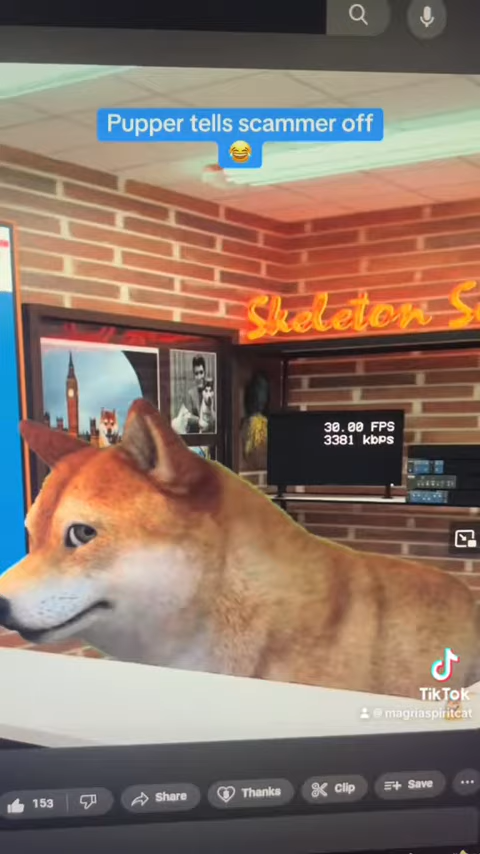 Pupper tells scammer off
😂
Skeleton S
30.00 FPS
3381 kbps
TikTok
@magriaspiritcat
153
Share
Thanks
Clip
Save